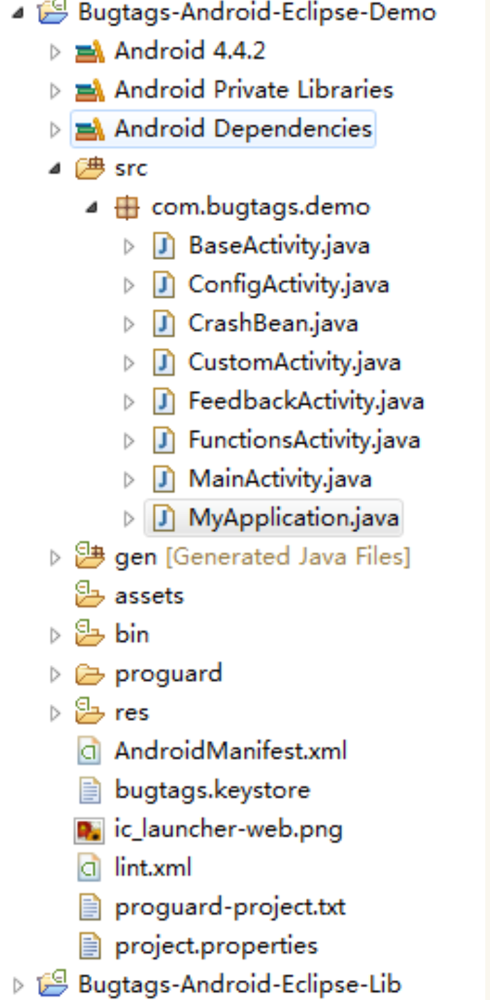 Bugtags-Android-Eclipse-Demo
Android 4.4.2
Android Private Libraries
Android Dependencies
src
com.bugtags.demo
BaseActivity.java
ConfigActivity.java
CrashBean.java
CustomActivity.java
FeedbackActivity.java
FunctionsActivity.java
MainActivity.java
MyApplication.java
gen [Generated Java Files]
assets
bin
proguard
res
AndroidManifest.xml
bugtags.keystore
ic_launcher-web.png
lint.xml
proguard-project.txt
project.properties
Bugtags-Android-Eclipse-Lib